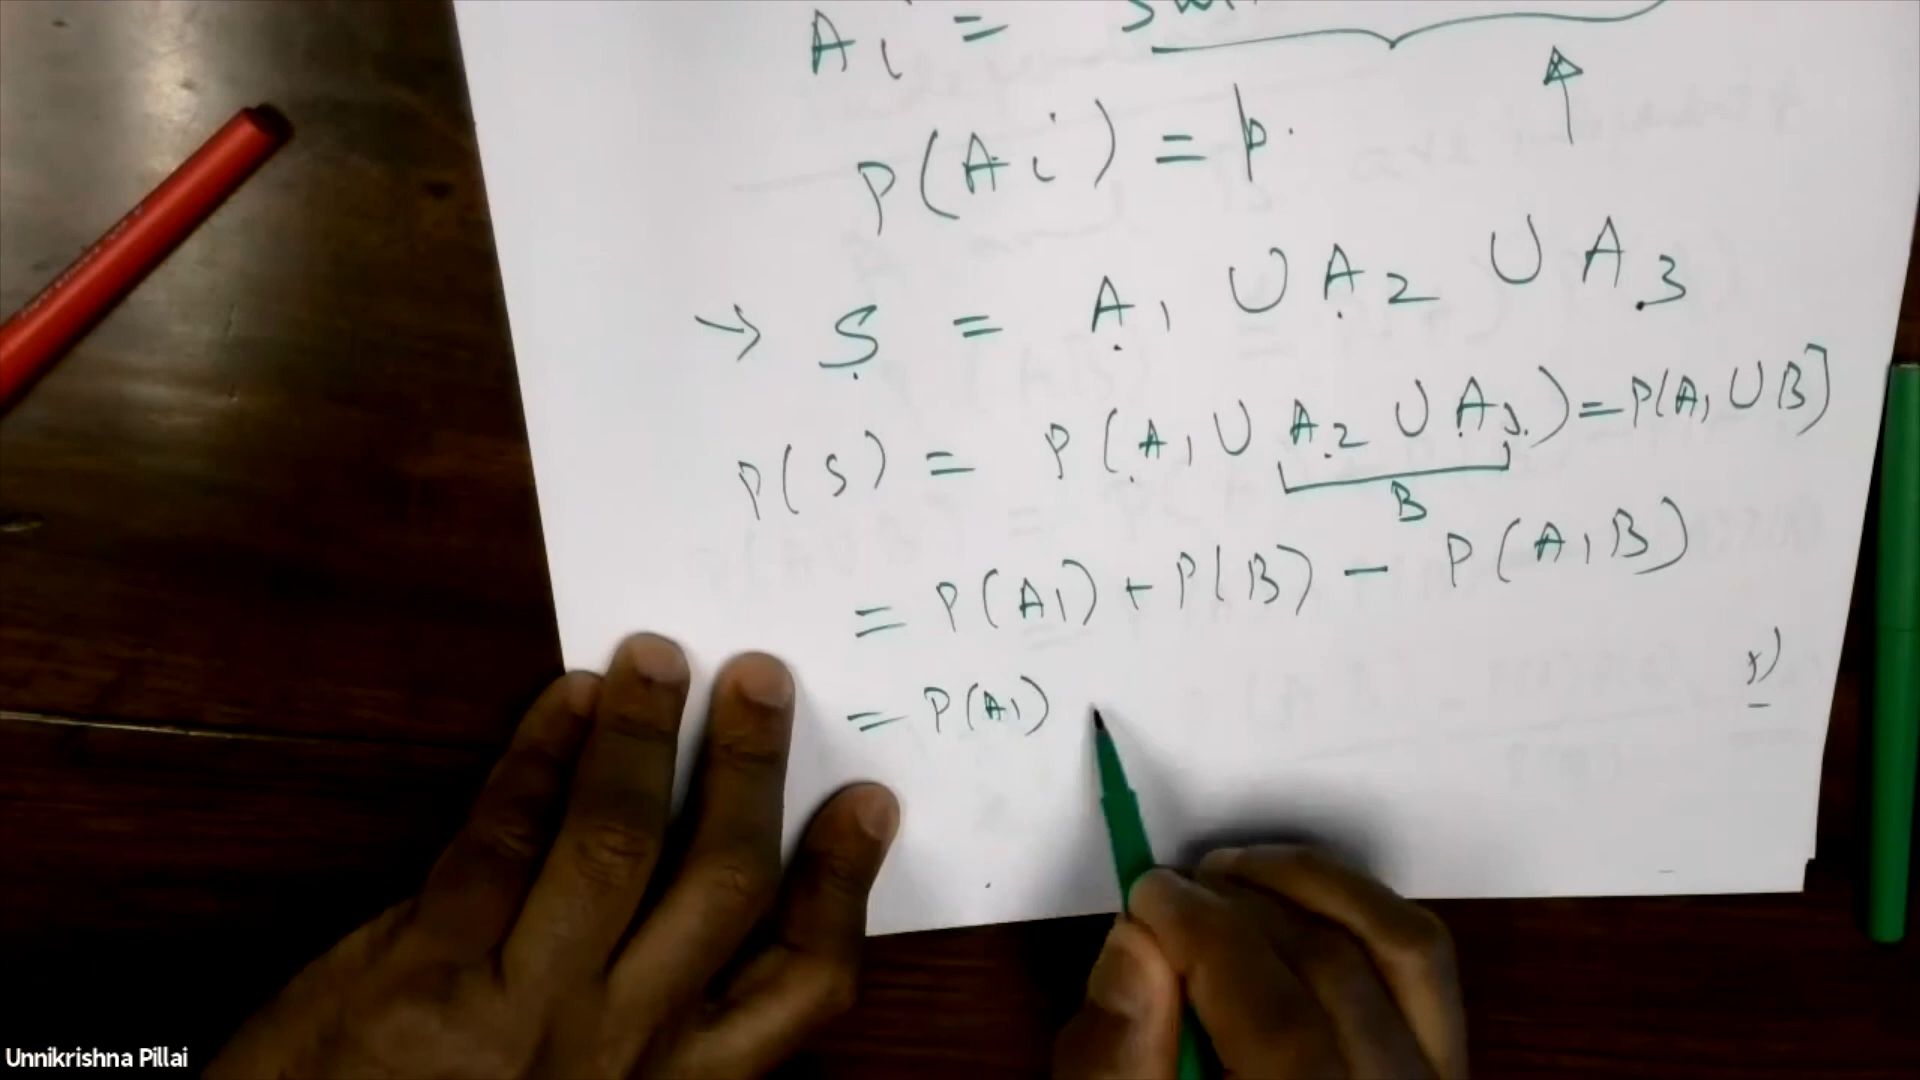 Ai =
P(Ai) = p.
→ S = A1 ∪ A2 ∪ A3
P(S) = P(A1 ∪ A2 ∪ A3) = P(A1 ∪ B]
B
= P(A1) + P(B) - P(A1B)
= P(A1)
Unnikrishna Pillai